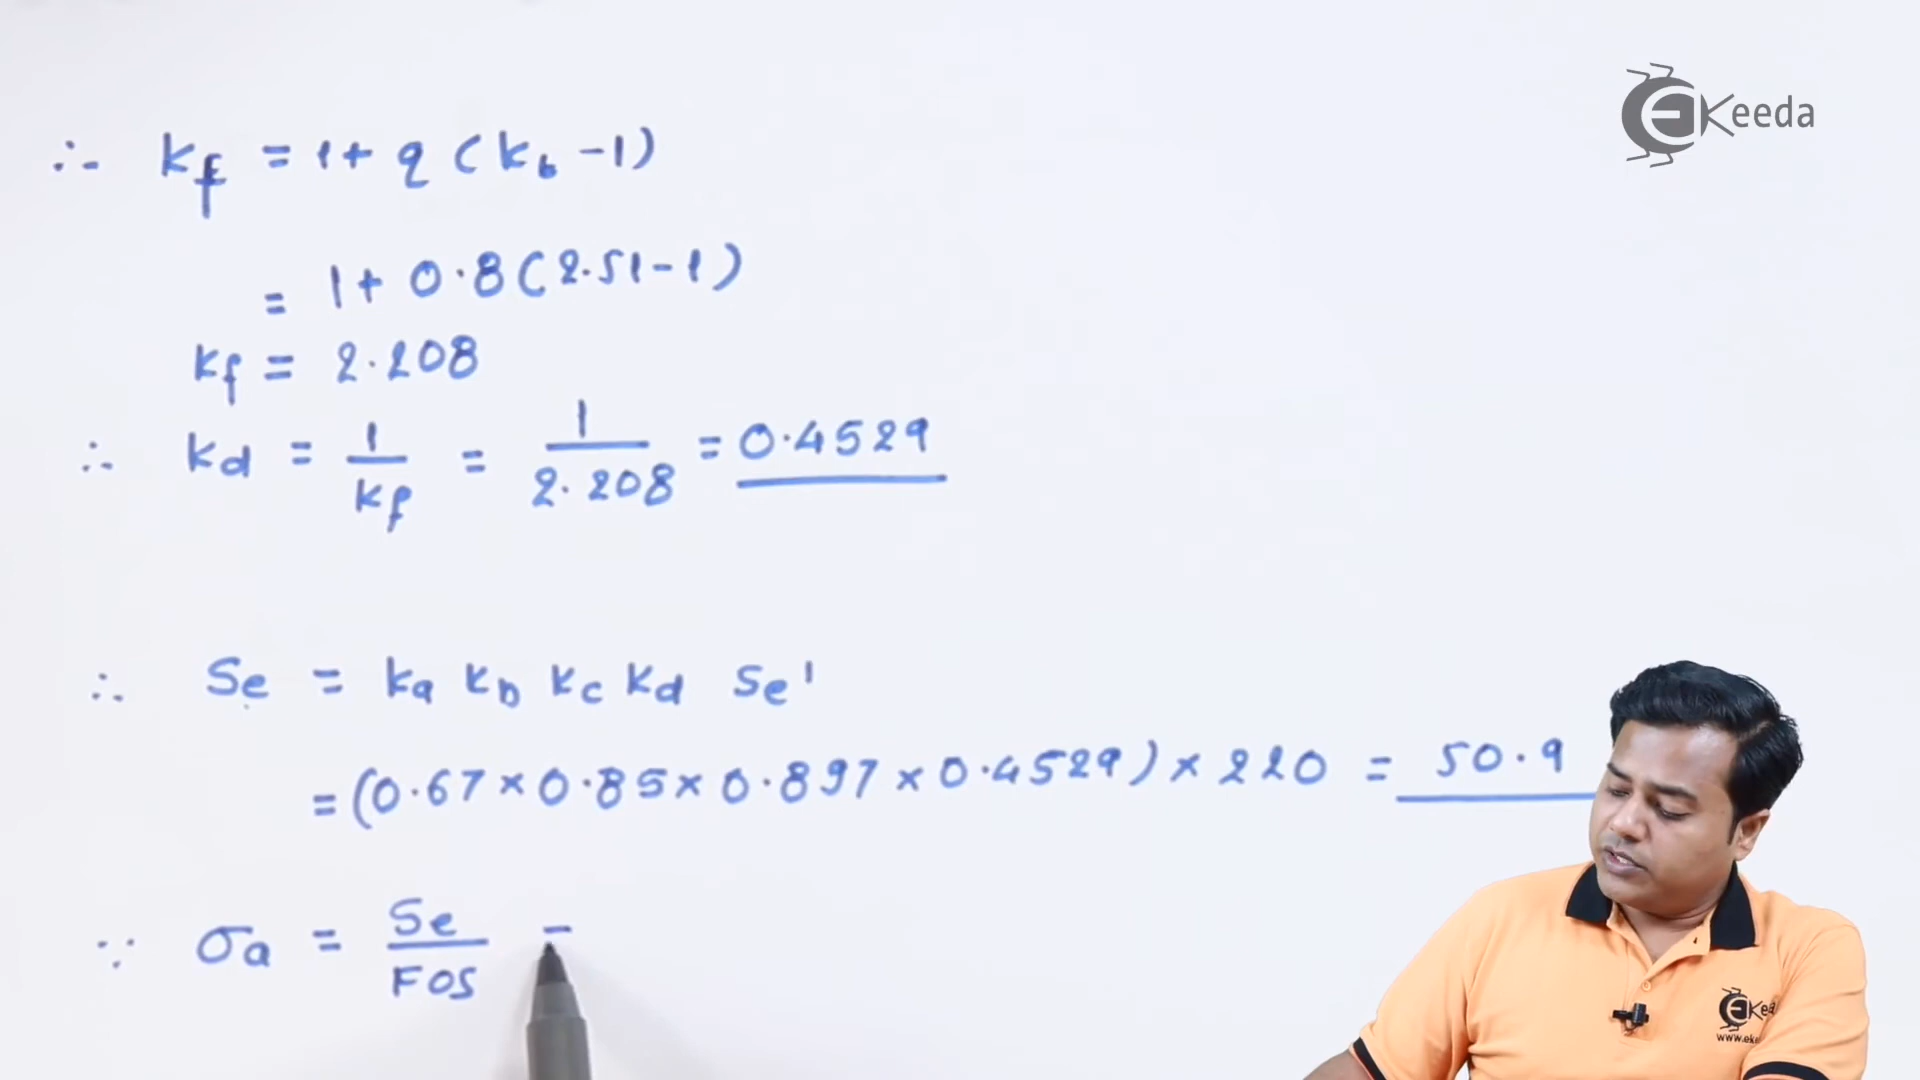 EKeeda
∴ kf = 1 + q (kt - 1)
= 1 + 0.8 (2.51 - 1)
kf = 2.208
∴ kd = 1/kf = 1/2.208 = 0.4529
∴ Se = ka kb kc kd Se'
= (0.67 × 0.85 × 0.897 × 0.4529) × 220 = 50.9
∵ σa = Se/FOS =